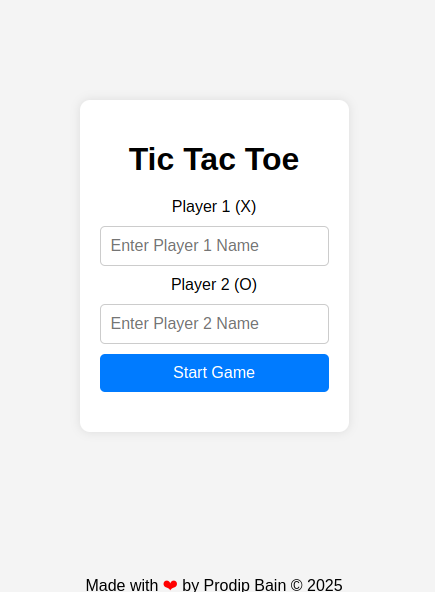 Tic Tac Toe
Player 1 (X)
Enter Player 1 Name
Player 2 (O)
Enter Player 2 Name
Start Game
Made with ❤ by Prodip Bain © 2025